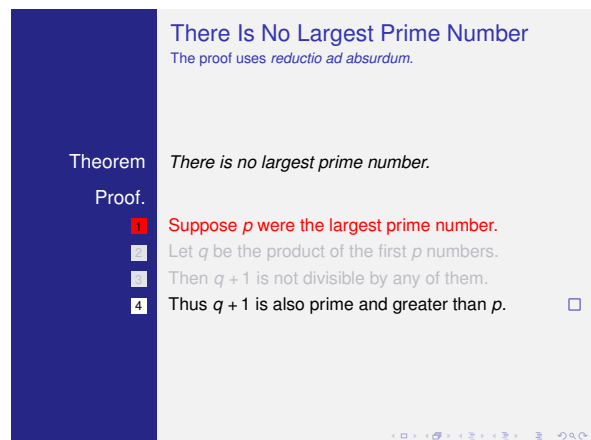 There Is No Largest Prime Number
The proof uses reductio ad absurdum.
Theorem There is no largest prime number.
Proof.
1 Suppose p were the largest prime number.
2 Let q be the product of the first p numbers.
3 Then q + 1 is not divisible by any of them.
4 Thus q + 1 is also prime and greater than p.